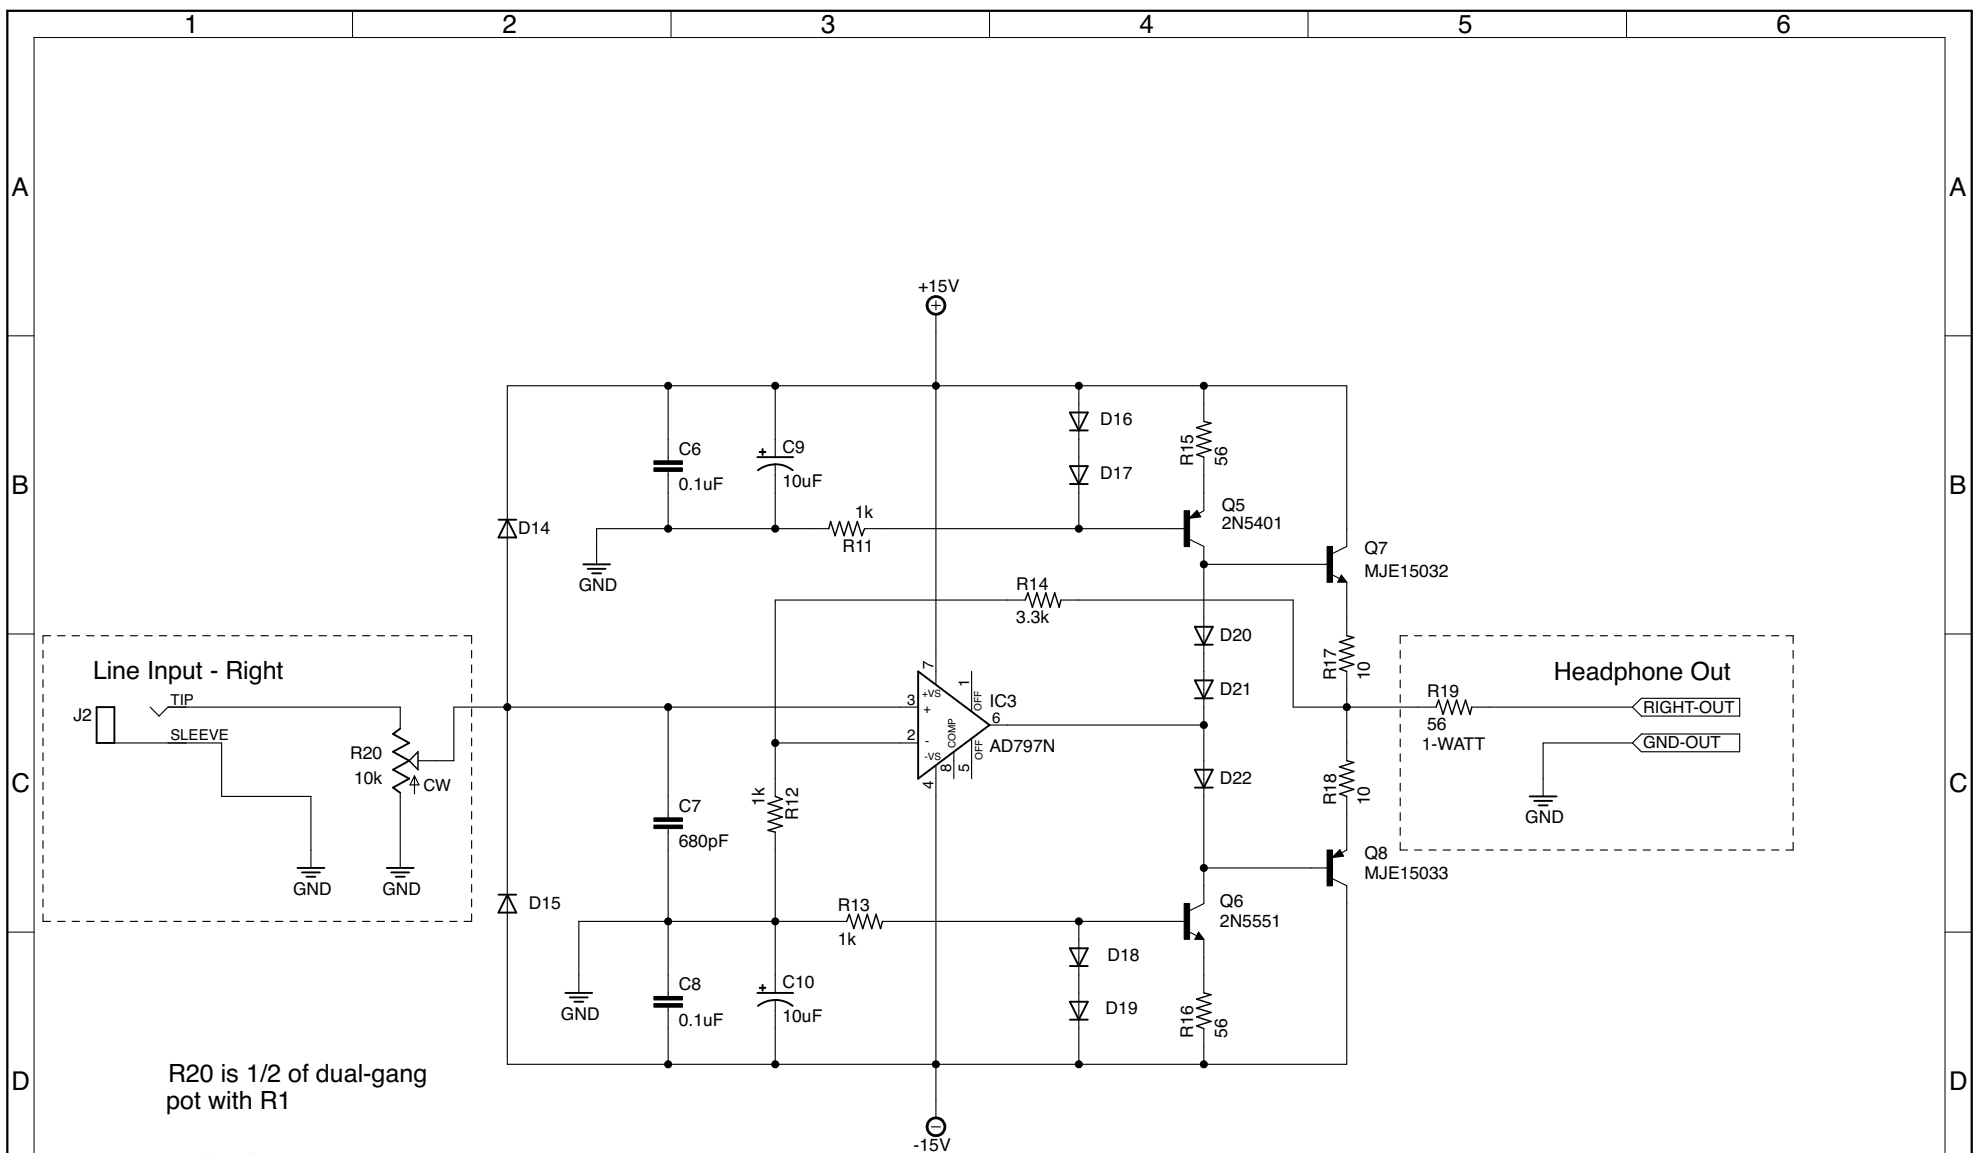 1 2 3 4 5 6
A A
+15V
B B
D16
C6
0.1uF
C9
10uF
R15
56
D17
Q5
2N5401
1k
R11
D14
GND
Q7
MJE15032
R14
3.3k
D20
R17
10
Line Input - Right
Headphone Out
TIP
J2
SLEEVE
7
+VS
1
OFF
3
+
IC3
6
D21
R19
56
1-WATT
RIGHT-OUT
2
-
COMP
-VS
OFF
AD797N
4
8
5
GND-OUT
R20
10k
CW
C C
D22
R18
10
1k
R12
C7
680pF
GND
Q8
MJE15033
GND
GND
D15
R13
1k
Q6
2N5551
D18
C8
0.1uF
C10
10uF
D19
R16
56
GND
R20 is 1/2 of dual-gang
pot with R1
D D
-15V